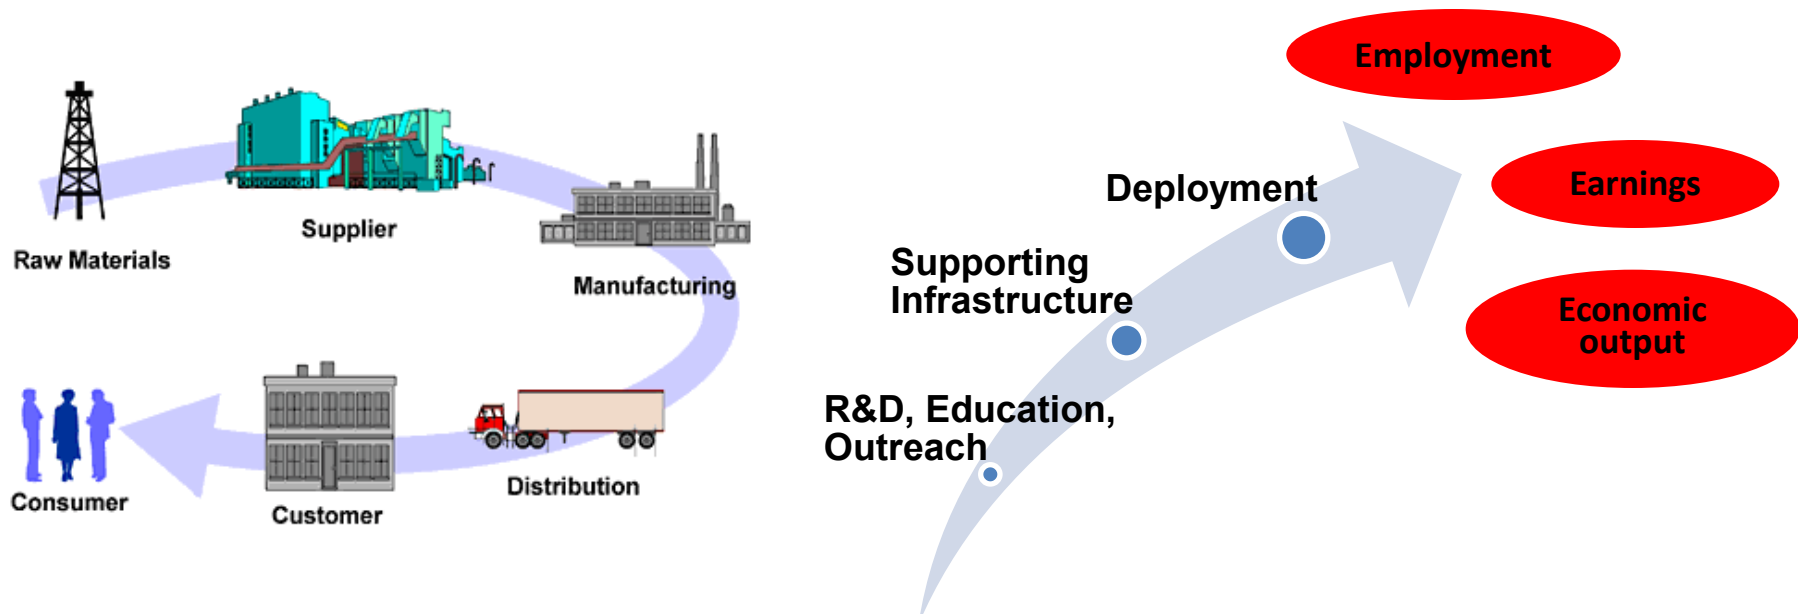 Raw Materials
Supplier
Manufacturing
Distribution
Customer
Consumer
R&D, Education,
Outreach
Supporting
Infrastructure
Deployment
Employment
Earnings
Economic
output